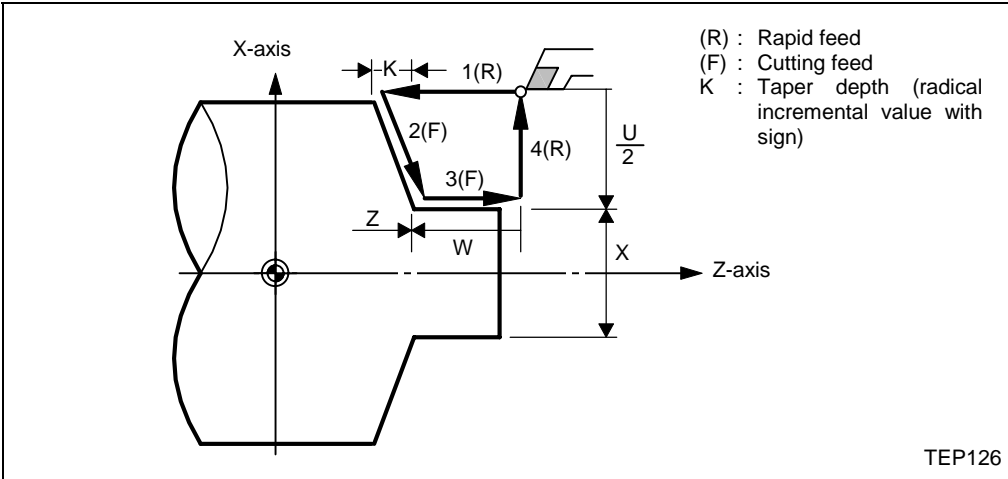 X-axis
K
1(R)
2(F)
3(F)
4(R)
U
2
Z
W
X
Z-axis
(R) : Rapid feed
(F) : Cutting feed
K : Taper depth (radical
incremental value with
sign)
TEP126